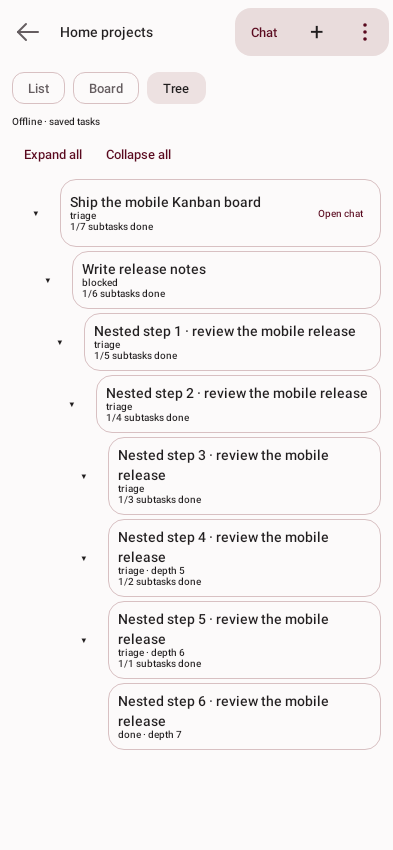 Home projects
Chat
+
List
Board
Tree
Offline · saved tasks
Expand all
Collapse all
Ship the mobile Kanban board
triage
1/7 subtasks done
Open chat
Write release notes
blocked
1/6 subtasks done
Nested step 1 · review the mobile release
triage
1/5 subtasks done
Nested step 2 · review the mobile release
triage
1/4 subtasks done
Nested step 3 · review the mobile
release
triage
1/3 subtasks done
Nested step 4 · review the mobile
release
triage · depth 5
1/2 subtasks done
Nested step 5 · review the mobile
release
triage · depth 6
1/1 subtasks done
Nested step 6 · review the mobile
release
done · depth 7